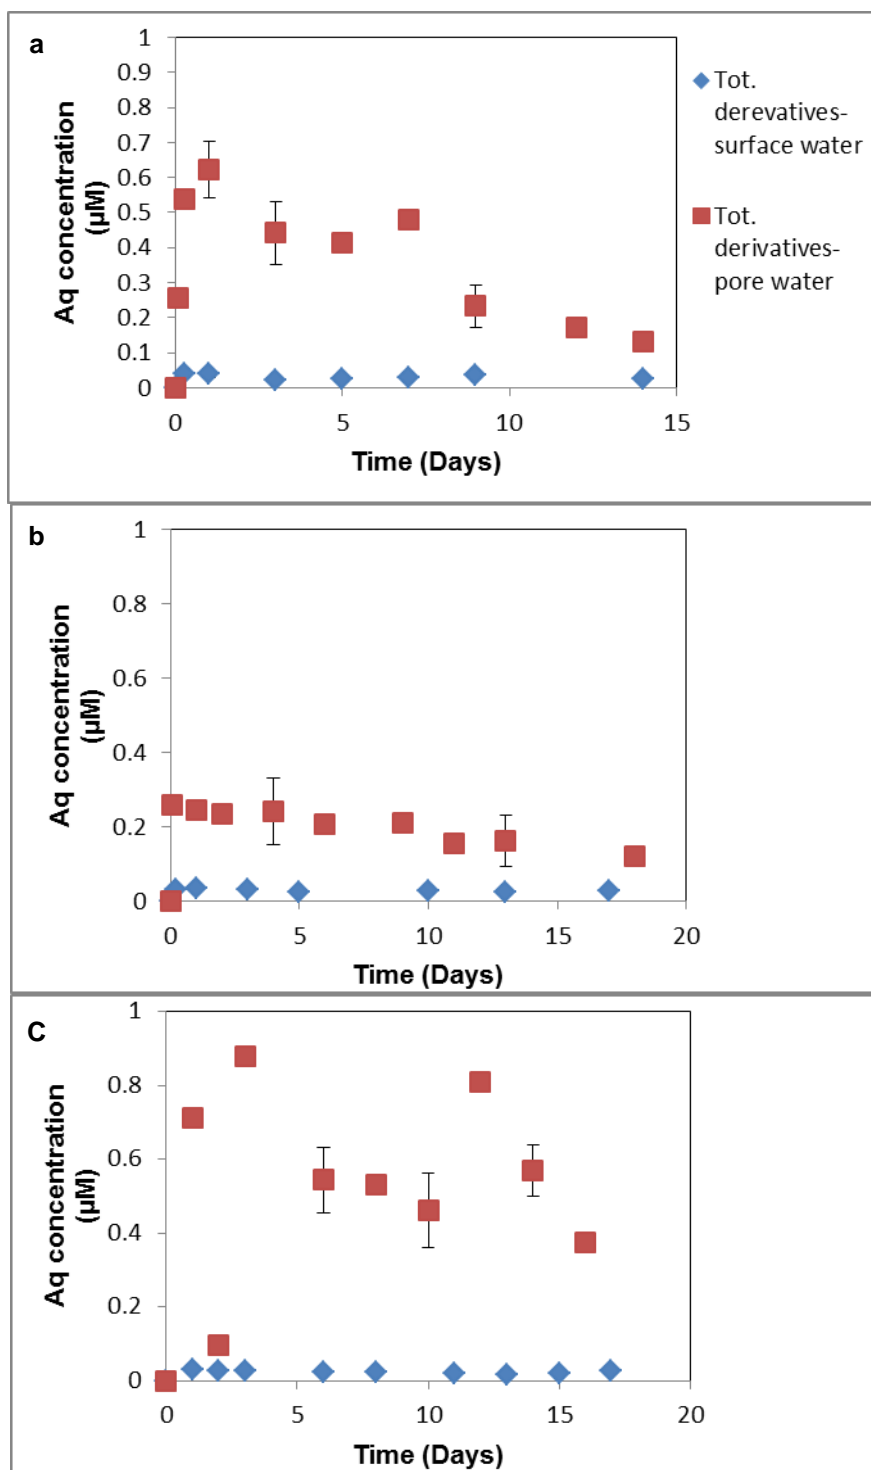 a
1
0.9
0.8
0.7
0.6
0.5
0.4
0.3
0.2
0.1
0
Aq concentration
(µM)
0 5 10 15
Time (Days)
Tot.
derevatives-
surface water
Tot.
derivatives-
pore water
b
1
0.8
0.6
0.4
0.2
0
Aq concentration
(µM)
0 5 10 15 20
Time (Days)
C
1
0.8
0.6
0.4
0.2
0
Aq concentration
(µM)
0 5 10 15 20
Time (Days)